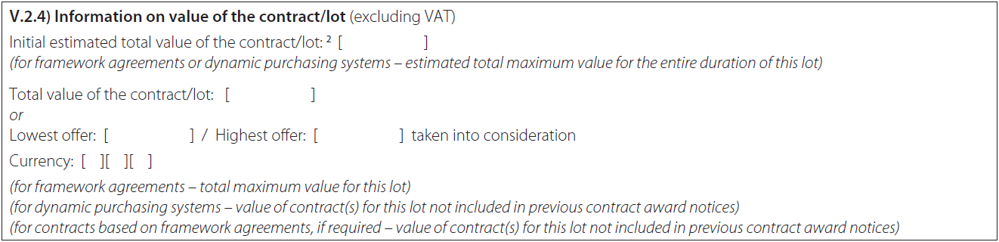 V.2.4) Information on value of the contract/lot (excluding VAT)
Initial estimated total value of the contract/lot: ² [ ]
(for framework agreements or dynamic purchasing systems – estimated total maximum value for the entire duration of this lot)
Total value of the contract/lot: [ ]
or
Lowest offer: [ ] / Highest offer: [ ] taken into consideration
Currency: [ ][ ][ ]
(for framework agreements – total maximum value for this lot)
(for dynamic purchasing systems – value of contract(s) for this lot not included in previous contract award notices)
(for contracts based on framework agreements, if required – value of contract(s) for this lot not included in previous contract award notices)